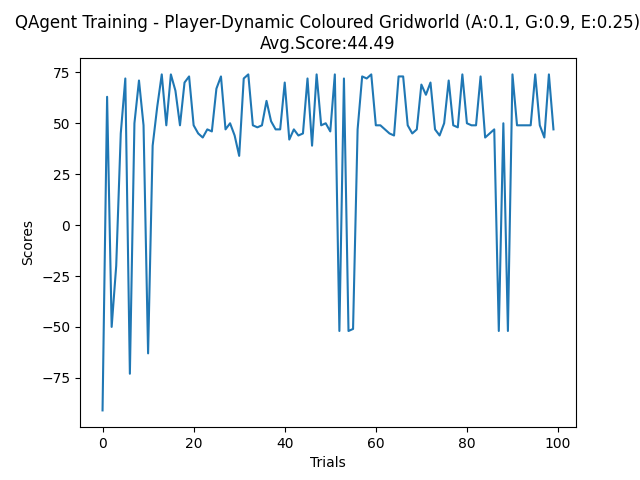 QAgent Training - Player-Dynamic Coloured Gridworld (A:0.1, G:0.9, E:0.25)
Avg.Score:44.49
75
50
25
0
−25
−50
−75
Scores
0 20 40 60 80 100
Trials